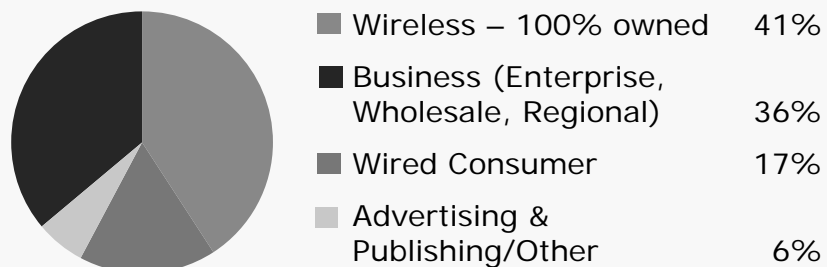 Wireless – 100% owned 41%
Business (Enterprise,
Wholesale, Regional) 36%
Wired Consumer 17%
Advertising &
Publishing/Other 6%